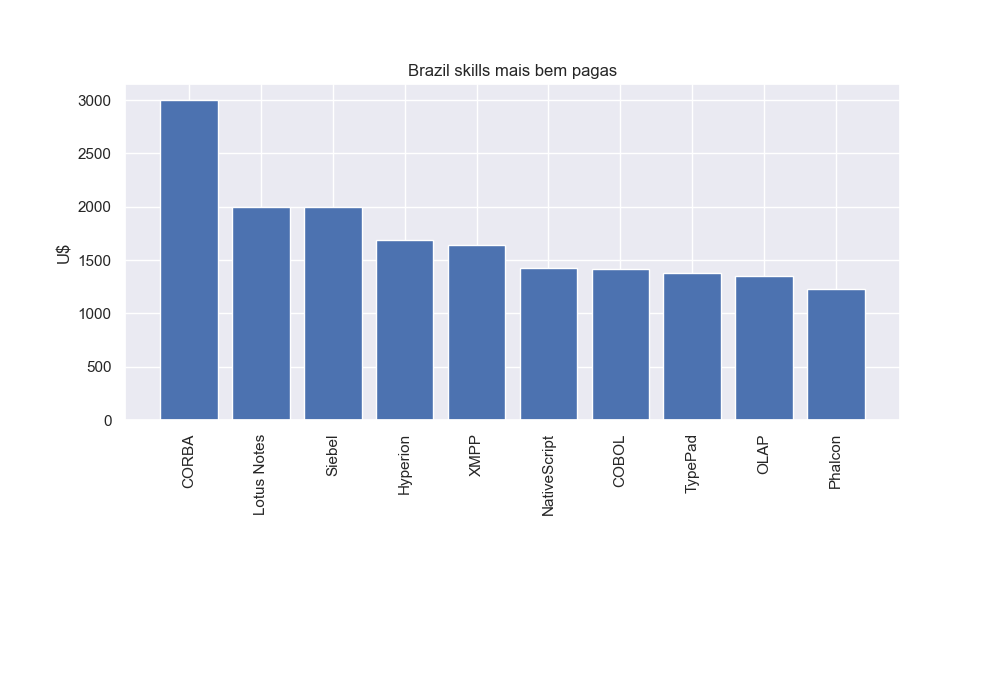 Brazil skills mais bem pagas
U$
3000
2500
2000
1500
1000
500
0
CORBA
Lotus Notes
Siebel
Hyperion
XMPP
NativeScript
COBOL
TypePad
OLAP
Phalcon